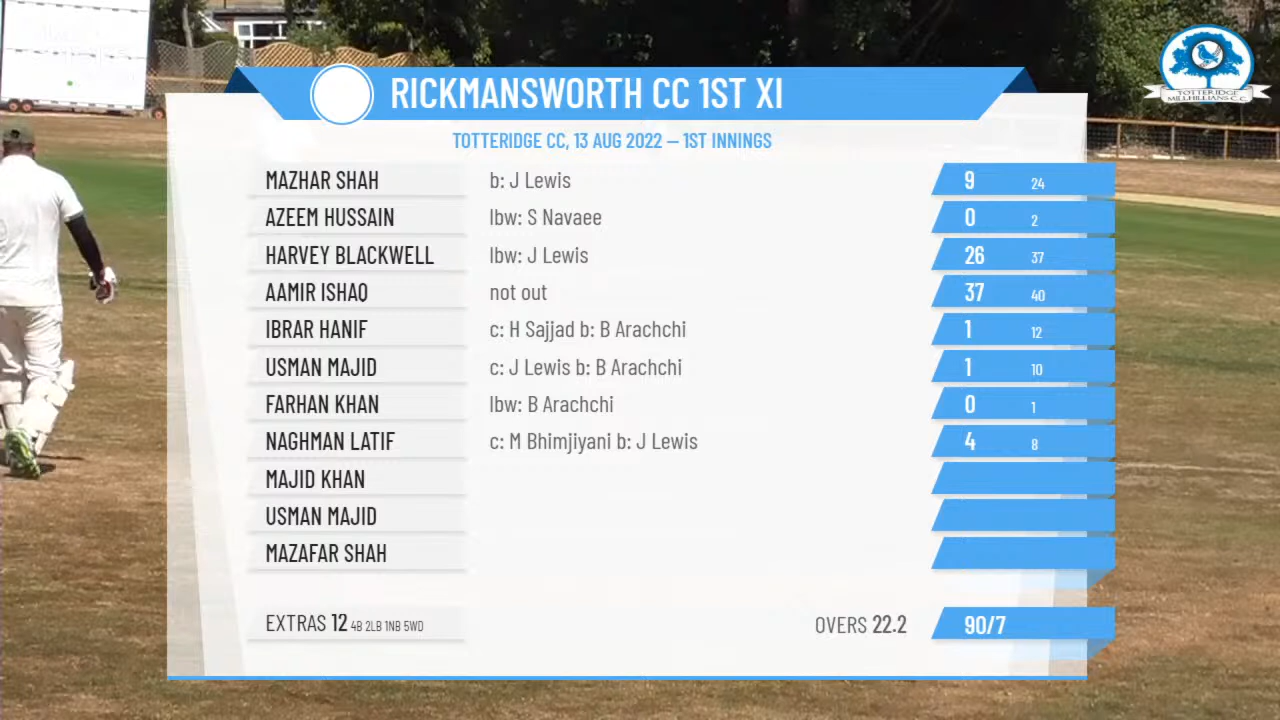 TOTTERIDGE
MILLHILLIANS C.C.
RICKMANSWORTH CC 1ST XI
TOTTERIDGE CC, 13 AUG 2022 – 1ST INNINGS
MAZHAR SHAH b: J Lewis 9 24
AZEEM HUSSAIN lbw: S Navaee 0 2
HARVEY BLACKWELL lbw: J Lewis 26 37
AAMIR ISHAQ not out 37 40
IBRAR HANIF c: H Sajjad b: B Arachchi 1 12
USMAN MAJID c: J Lewis b: B Arachchi 1 10
FARHAN KHAN lbw: B Arachchi 0 1
NAGHMAN LATIF c: M Bhimjiyani b: J Lewis 4 8
MAJID KHAN
USMAN MAJID
MAZAFAR SHAH
EXTRAS 12 4B 2LB 1NB 5WD OVERS 22.2 90/7